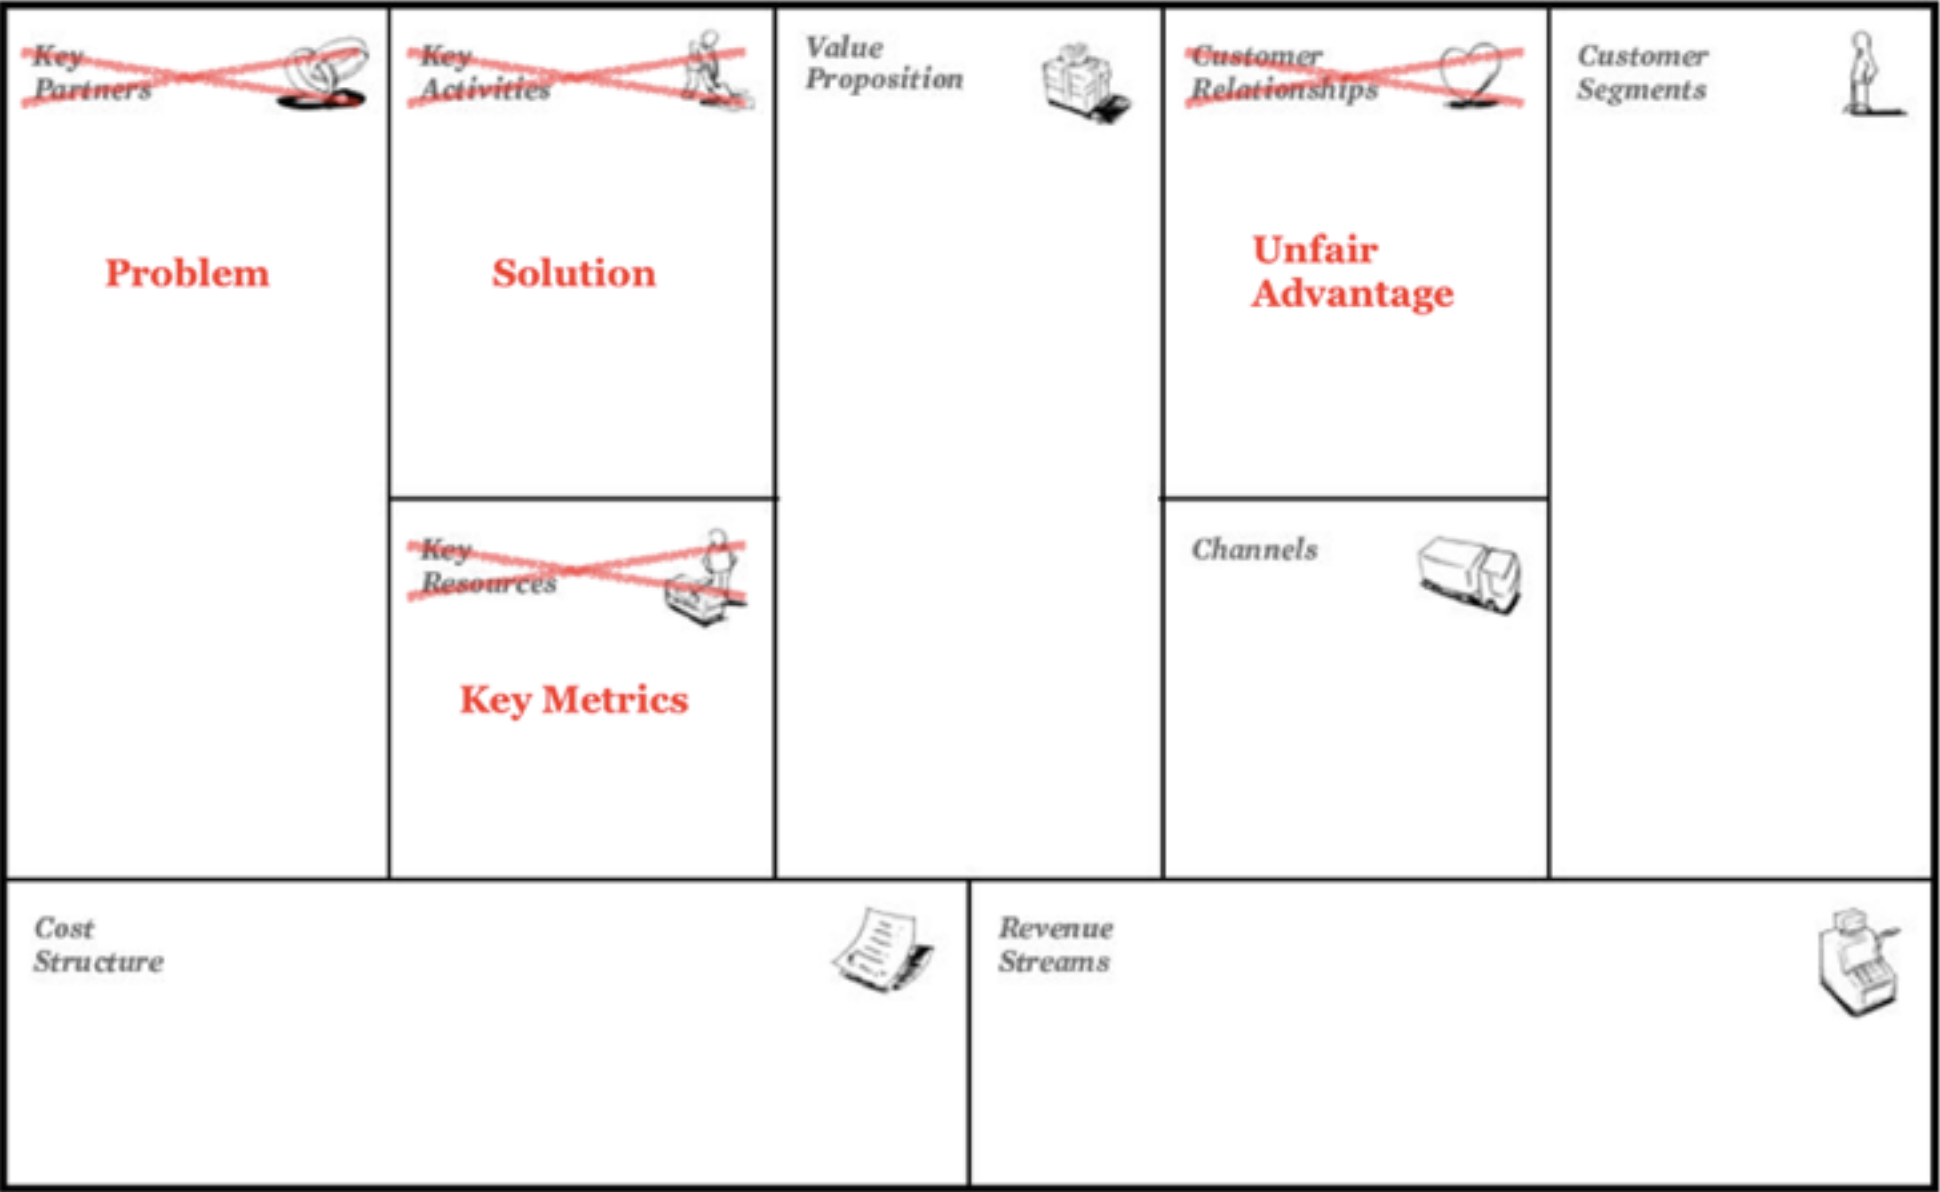 Key
Partners
Problem
Key
Activities
Solution
Key
Resources
Key Metrics
Value
Proposition
Customer
Relationships
Unfair
Advantage
Channels
Customer
Segments
Cost
Structure
Revenue
Streams